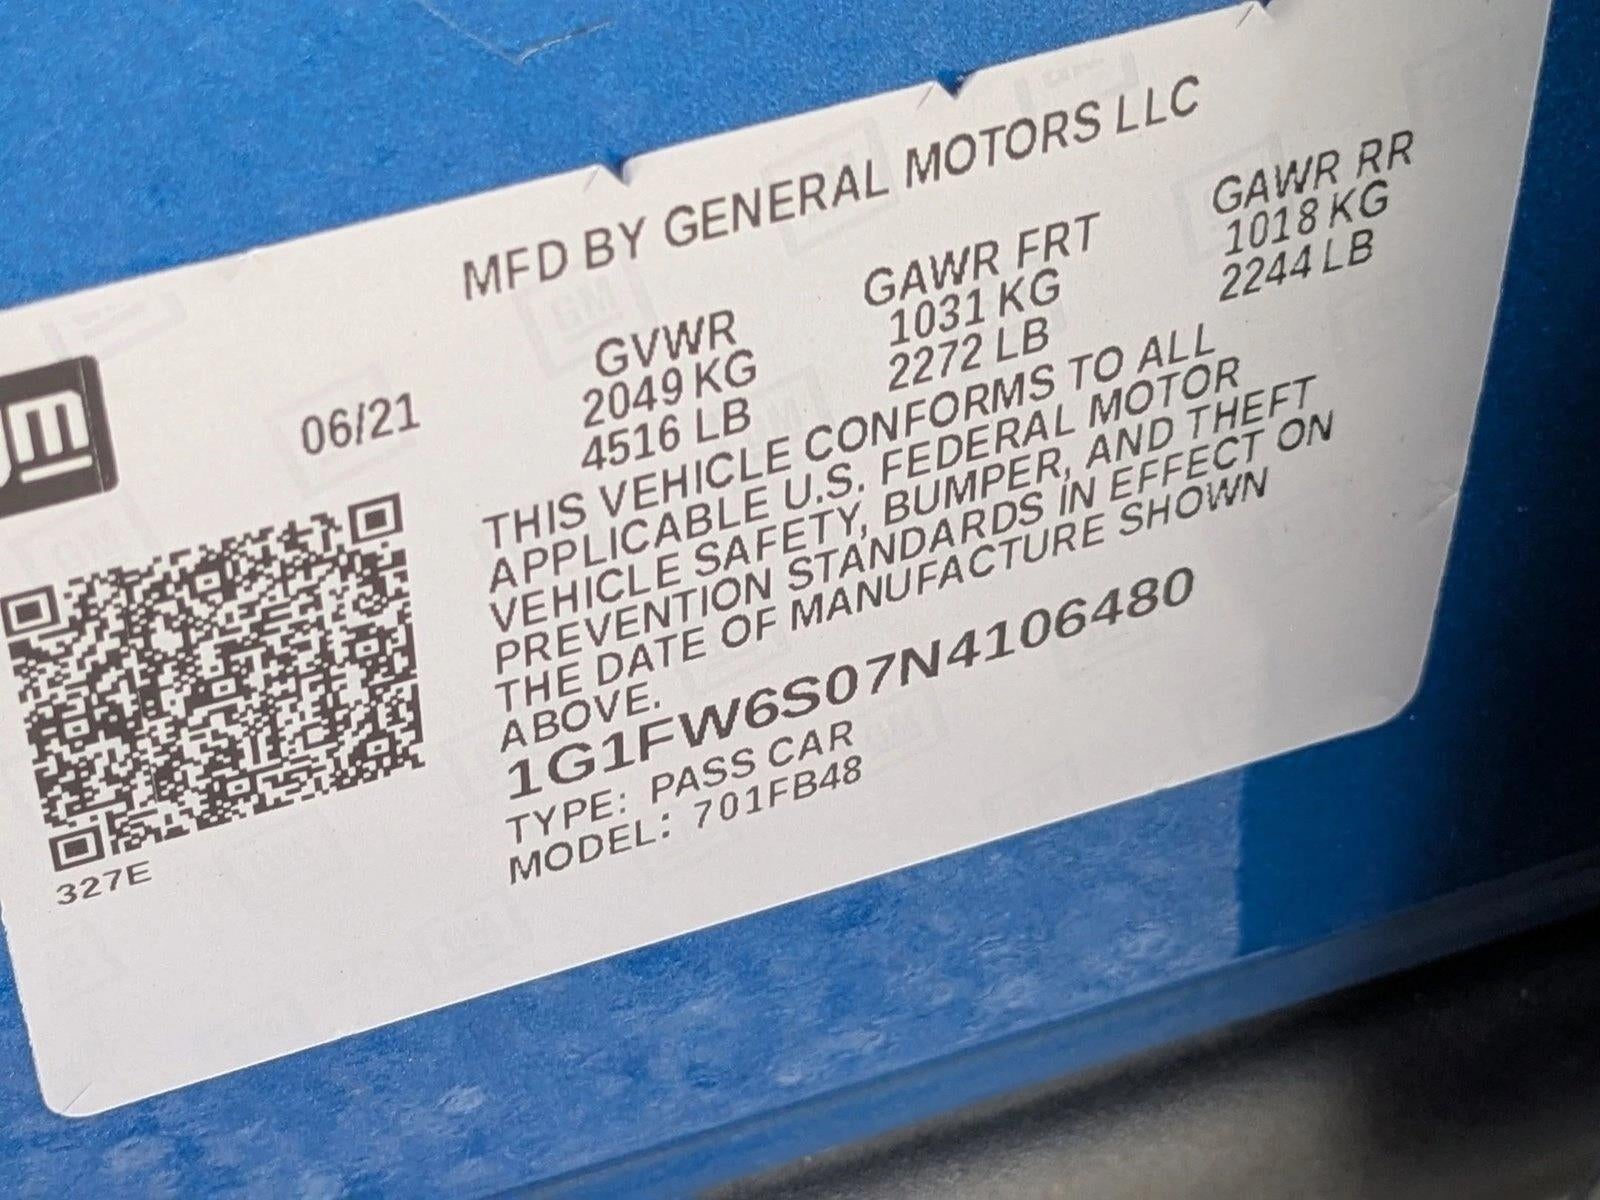 MFD BY GENERAL MOTORS LLC
06/21
GVWR
2049 KG
4516 LB
GAWR FRT
1031 KG
2272 LB
GAWR RR
1018 KG
2244 LB
THIS VEHICLE CONFORMS TO ALL
APPLICABLE U.S. FEDERAL MOTOR
VEHICLE SAFETY, BUMPER, AND THEFT
PREVENTION STANDARDS IN EFFECT ON
THE DATE OF MANUFACTURE SHOWN
ABOVE.
1G1FW6S07N4106480
TYPE: PASS CAR
MODEL: 701FB48
327E